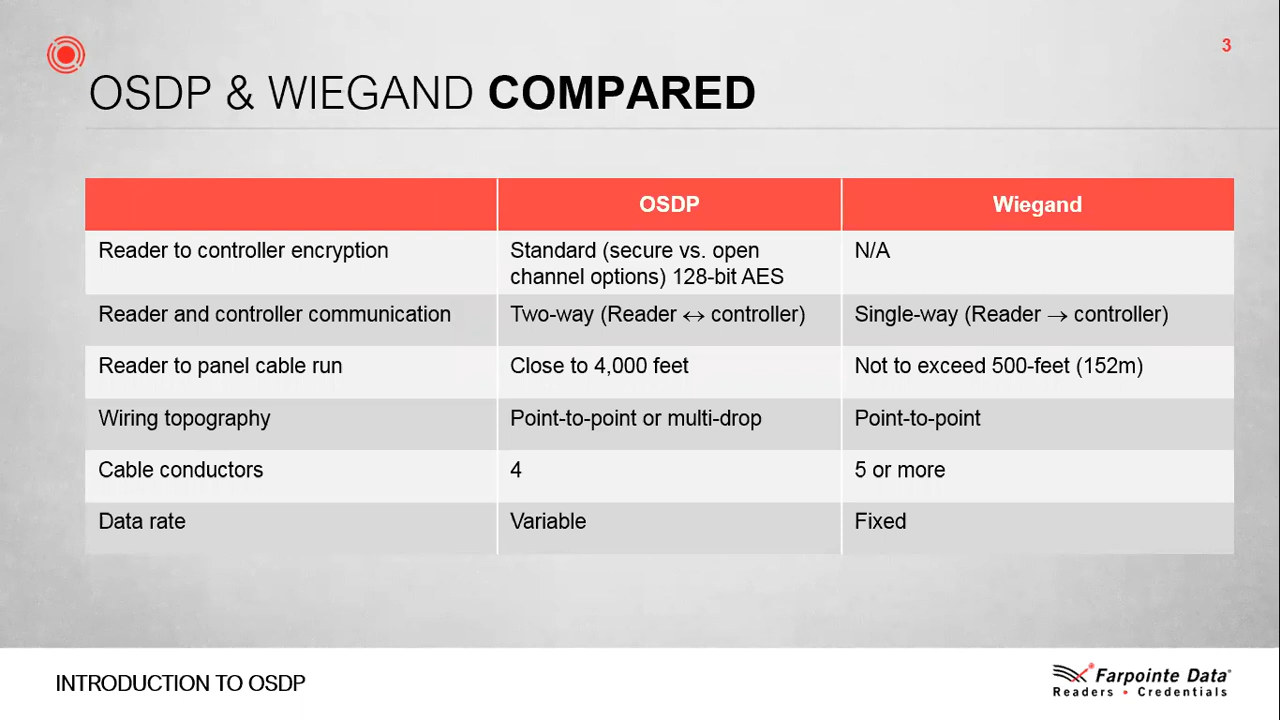 3
OSDP & WIEGAND COMPARED
OSDP Wiegand
Reader to controller encryption Standard (secure vs. open N/A
channel options) 128-bit AES
Reader and controller communication Two-way (Reader ↔ controller) Single-way (Reader → controller)
Reader to panel cable run Close to 4,000 feet Not to exceed 500-feet (152m)
Wiring topography Point-to-point or multi-drop Point-to-point
Cable conductors 4 5 or more
Data rate Variable Fixed
INTRODUCTION TO OSDP
Farpointe Data
Readers • Credentials